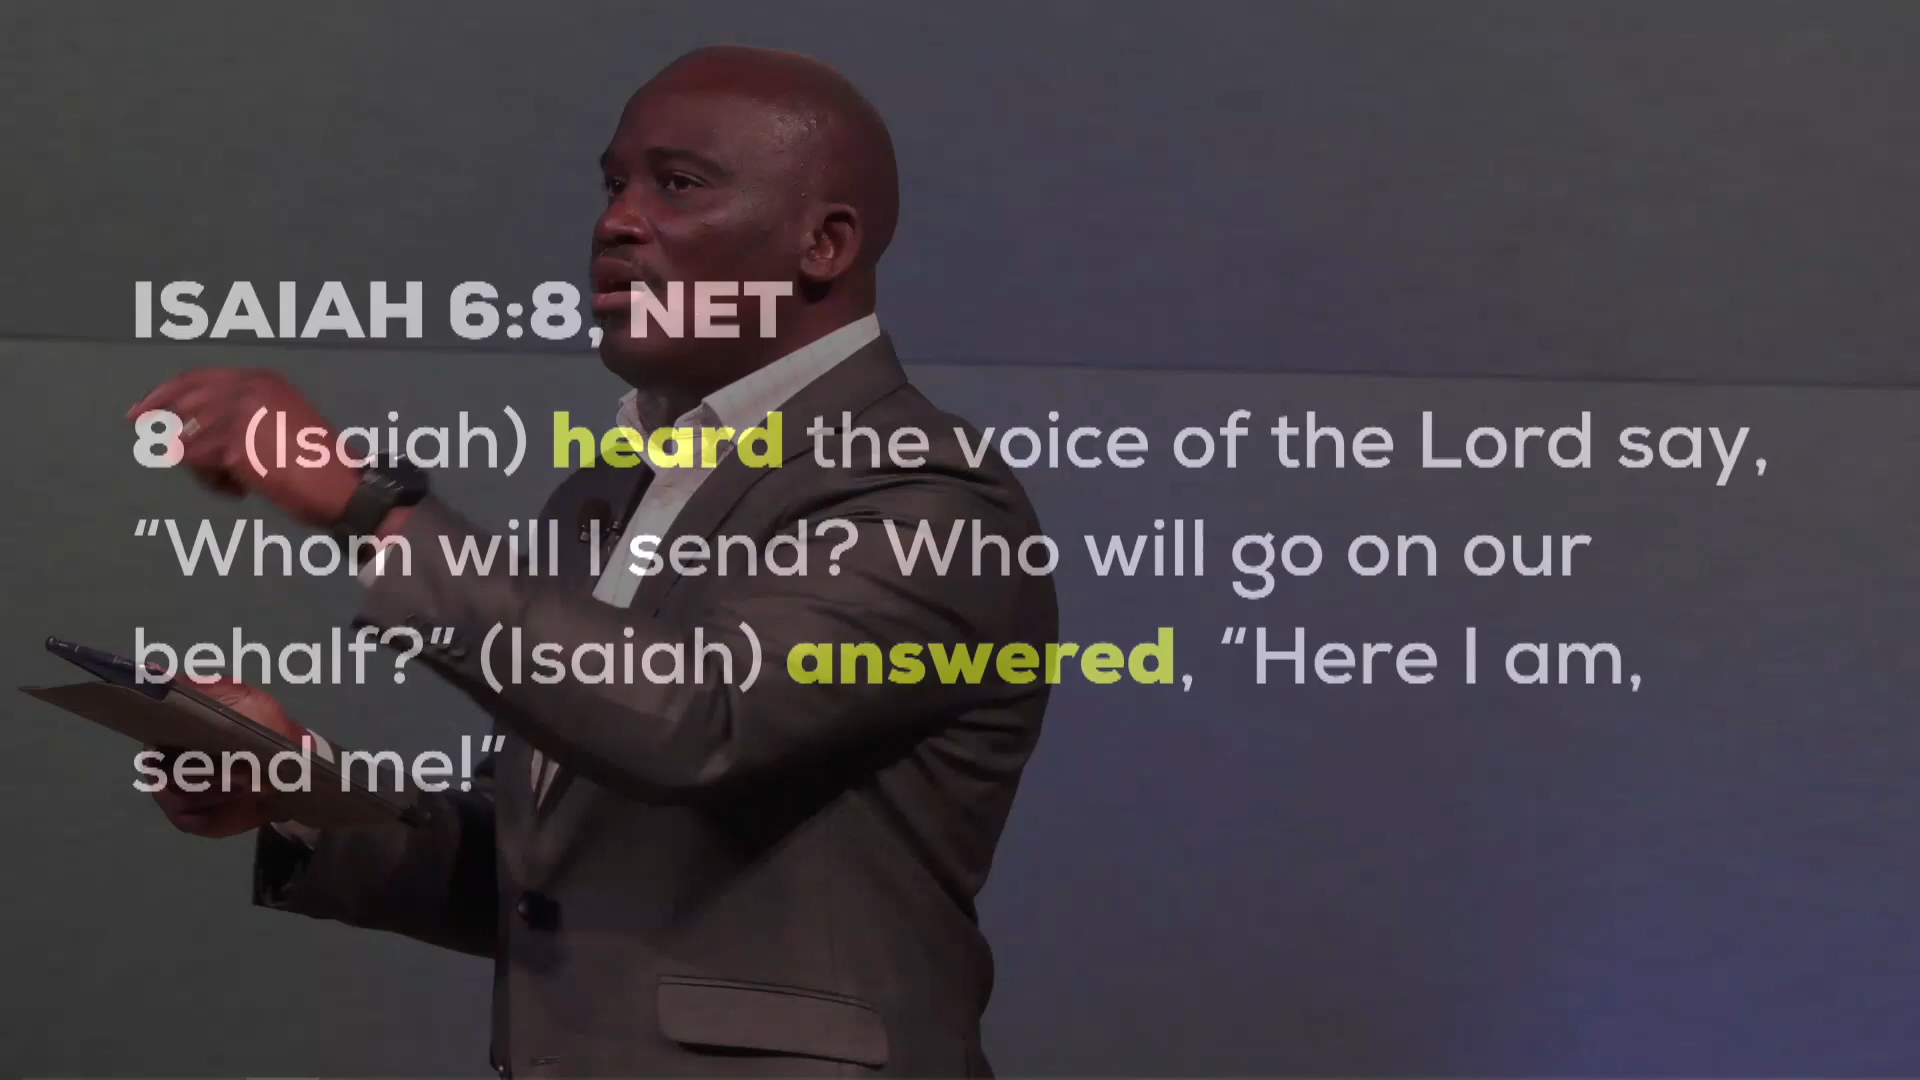 ISAIAH 6:8, NET
8 (Isaiah) heard the voice of the Lord say,
“Whom will I send? Who will go on our
behalf?” (Isaiah) answered, “Here I am,
send me!”